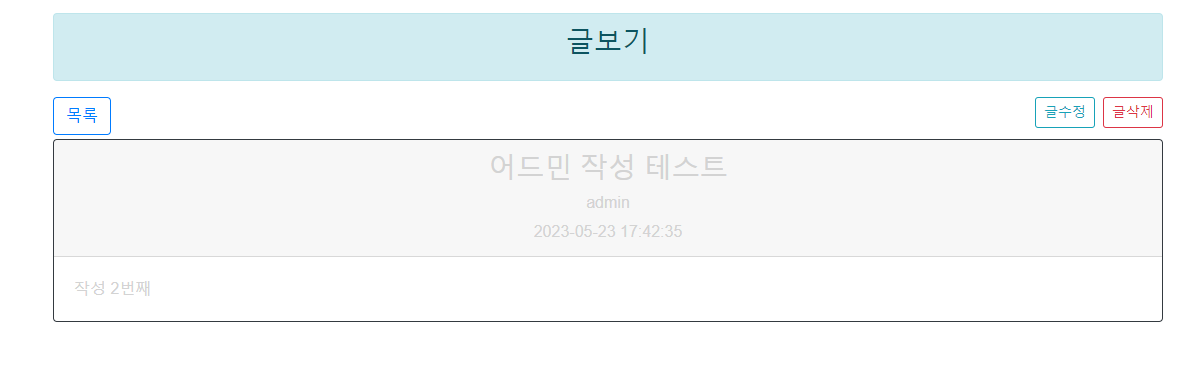 글보기
목록
글수정 글삭제
어드민 작성 테스트
admin
2023-05-23 17:42:35
작성 2번째